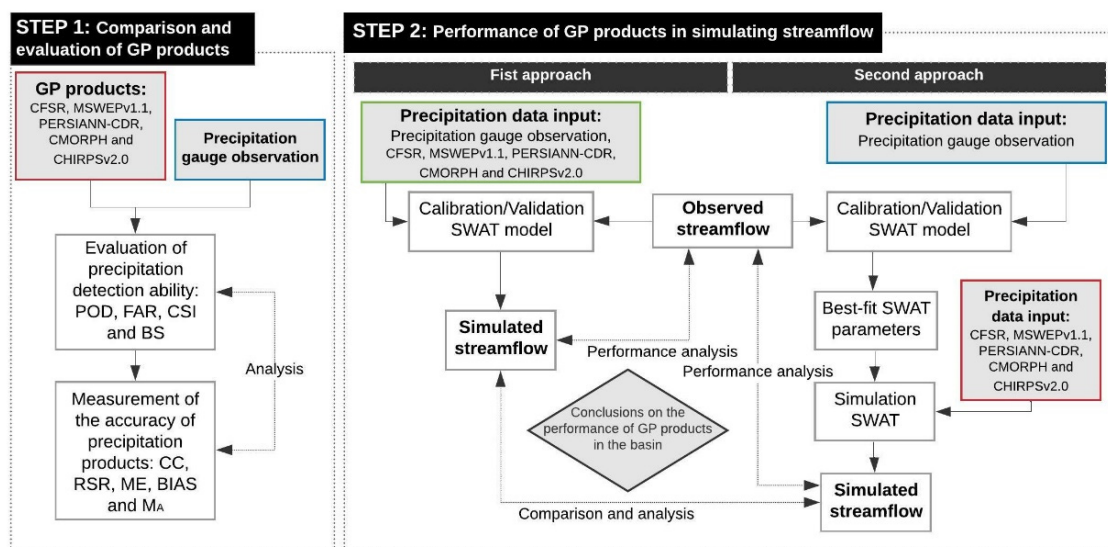 STEP 1: Comparison and
evaluation of GP products
GP products:
CFSR, MSWEPv1.1,
PERSIANN-CDR,
CMORPH and
CHIRPSv2.0
Precipitation
gauge observation
Evaluation of
precipitation
detection ability:
POD, FAR, CSI
and BS
Analysis
Measurement of
the accuracy of
precipitation
products: CC,
RSR, ME, BIAS
and MA
STEP 2: Performance of GP products in simulating streamflow
Fist approach
Second approach
Precipitation data input:
Precipitation gauge observation,
CFSR, MSWEPv1.1, PERSIANN-CDR,
CMORPH and CHIRPSv2.0
Precipitation data input:
Precipitation gauge observation
Calibration/Validation
SWAT model
Observed
streamflow
Calibration/Validation
SWAT model
Simulated
streamflow
Performance analysis
Performance analysis
Best-fit SWAT
parameters
Precipitation
data input:
CFSR, MSWEPv1.1,
PERSIANN-CDR,
CMORPH and
CHIRPSv2.0
Conclusions on the
performance of GP products
in the basin
Simulation
SWAT
Simulated
streamflow
Comparison and analysis